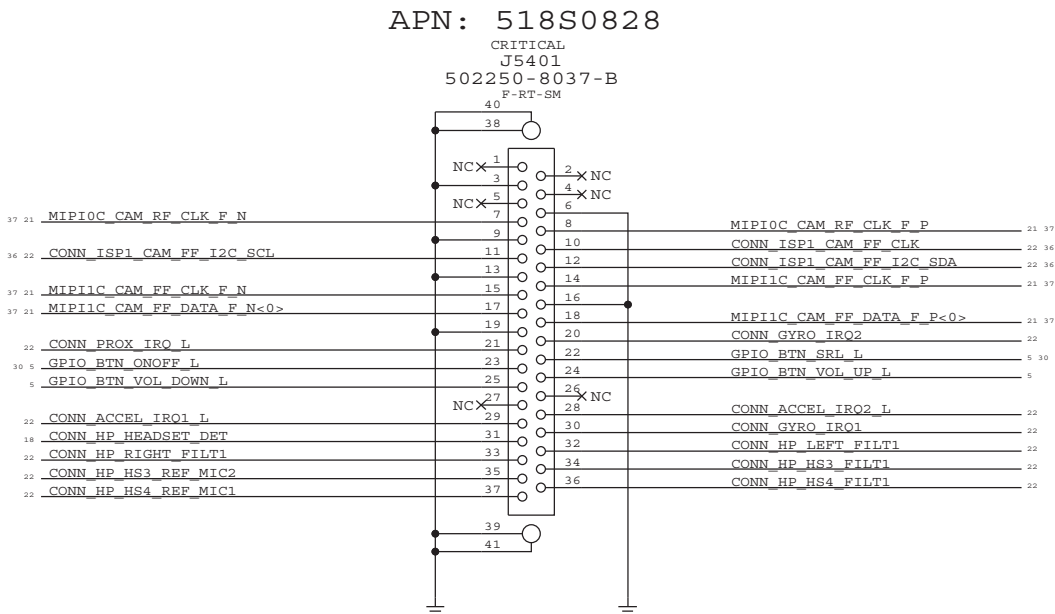 APN: 518S0828
CRITICAL
J5401
502250-8037-B
F-RT-SM
40
38
NC 1
2 NC
3
4 NC
NC 5
6
37 21 MIPI0C_CAM_RF_CLK_F_N 7
8 MIPI0C_CAM_RF_CLK_F_P 21 37
9
10 CONN_ISP1_CAM_FF_CLK 22 36
36 22 CONN_ISP1_CAM_FF_I2C_SCL 11
12 CONN_ISP1_CAM_FF_I2C_SDA 22 36
13
14 MIPI1C_CAM_FF_CLK_F_P 21 37
37 21 MIPI1C_CAM_FF_CLK_F_N 15
16
37 21 MIPI1C_CAM_FF_DATA_F_N<0> 17
18 MIPI1C_CAM_FF_DATA_F_P<0> 21 37
19
20 CONN_GYRO_IRQ2 22
22 CONN_PROX_IRQ_L 21
22 GPIO_BTN_SRL_L 5 30
30 5 GPIO_BTN_ONOFF_L 23
24 GPIO_BTN_VOL_UP_L 5
5 GPIO_BTN_VOL_DOWN_L 25
26 NC
NC 27
28 CONN_ACCEL_IRQ2_L 22
22 CONN_ACCEL_IRQ1_L 29
30 CONN_GYRO_IRQ1 22
18 CONN_HP_HEADSET_DET 31
32 CONN_HP_LEFT_FILT1 22
22 CONN_HP_RIGHT_FILT1 33
34 CONN_HP_HS3_FILT1 22
22 CONN_HP_HS3_REF_MIC2 35
36 CONN_HP_HS4_FILT1 22
22 CONN_HP_HS4_REF_MIC1 37
39
41